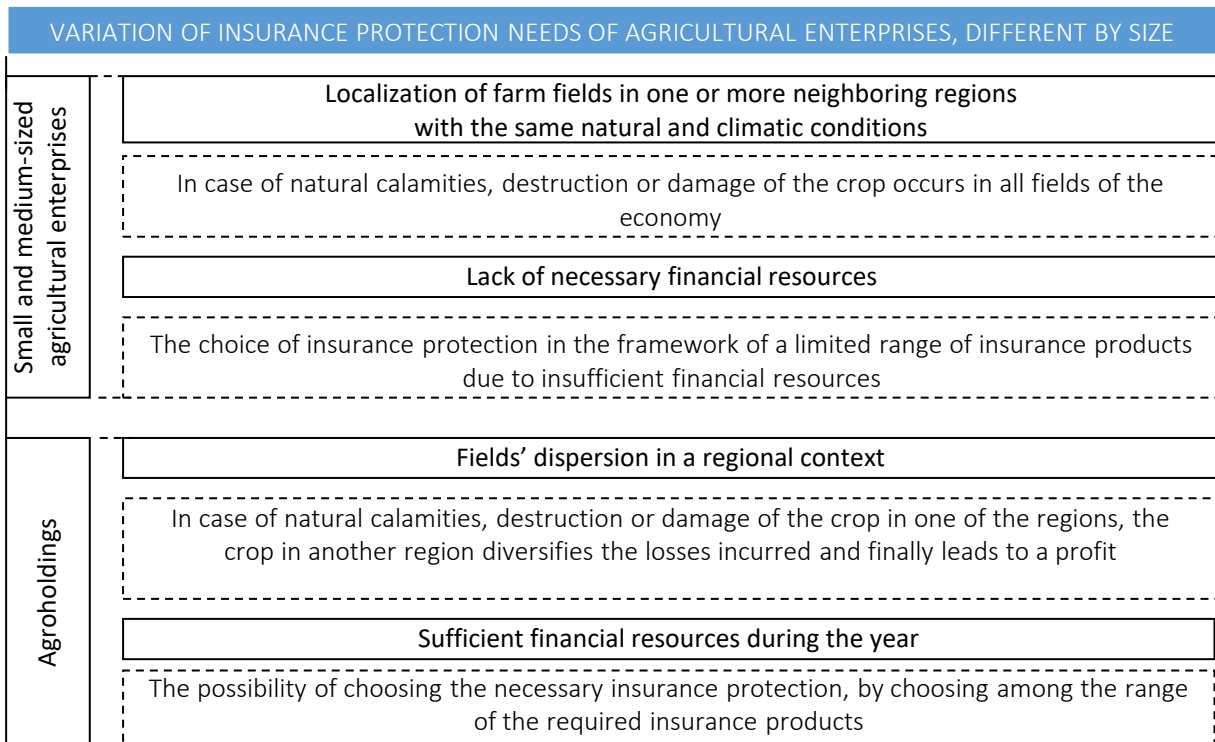 VARIATION OF INSURANCE PROTECTION NEEDS OF AGRICULTURAL ENTERPRISES, DIFFERENT BY SIZE
Small and medium-sized
agricultural enterprises
Localization of farm fields in one or more neighboring regions
with the same natural and climatic conditions
In case of natural calamities, destruction or damage of the crop occurs in all fields of the
economy
Lack of necessary financial resources
The choice of insurance protection in the framework of a limited range of insurance products
due to insufficient financial resources
Agroholdings
Fields’ dispersion in a regional context
In case of natural calamities, destruction or damage of the crop in one of the regions, the
crop in another region diversifies the losses incurred and finally leads to a profit
Sufficient financial resources during the year
The possibility of choosing the necessary insurance protection, by choosing among the range
of the required insurance products